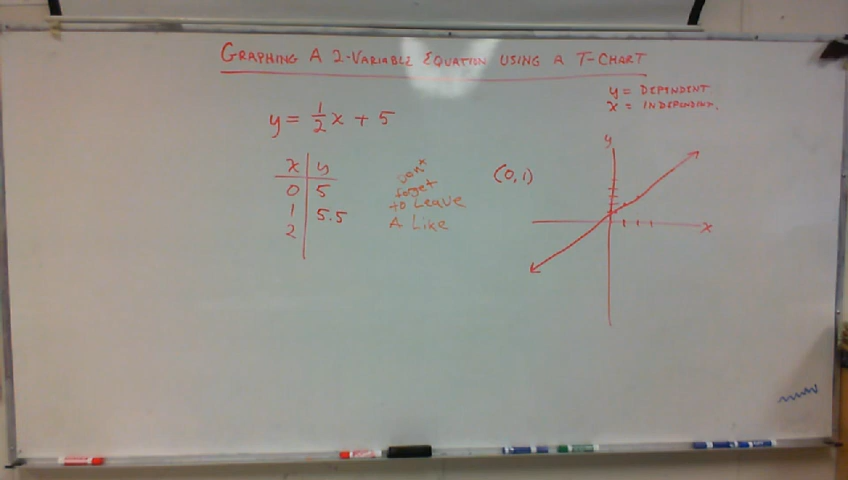 GRAPHING A 2-VARIABLE EQUATION USING A T-CHART
y = DEPENDENT
x = INDEPENDENT.
y = 1/2 x + 5
x y
0 5
1 5.5
2
Don't
forget
to Leave
A Like
(0,1)
y
x